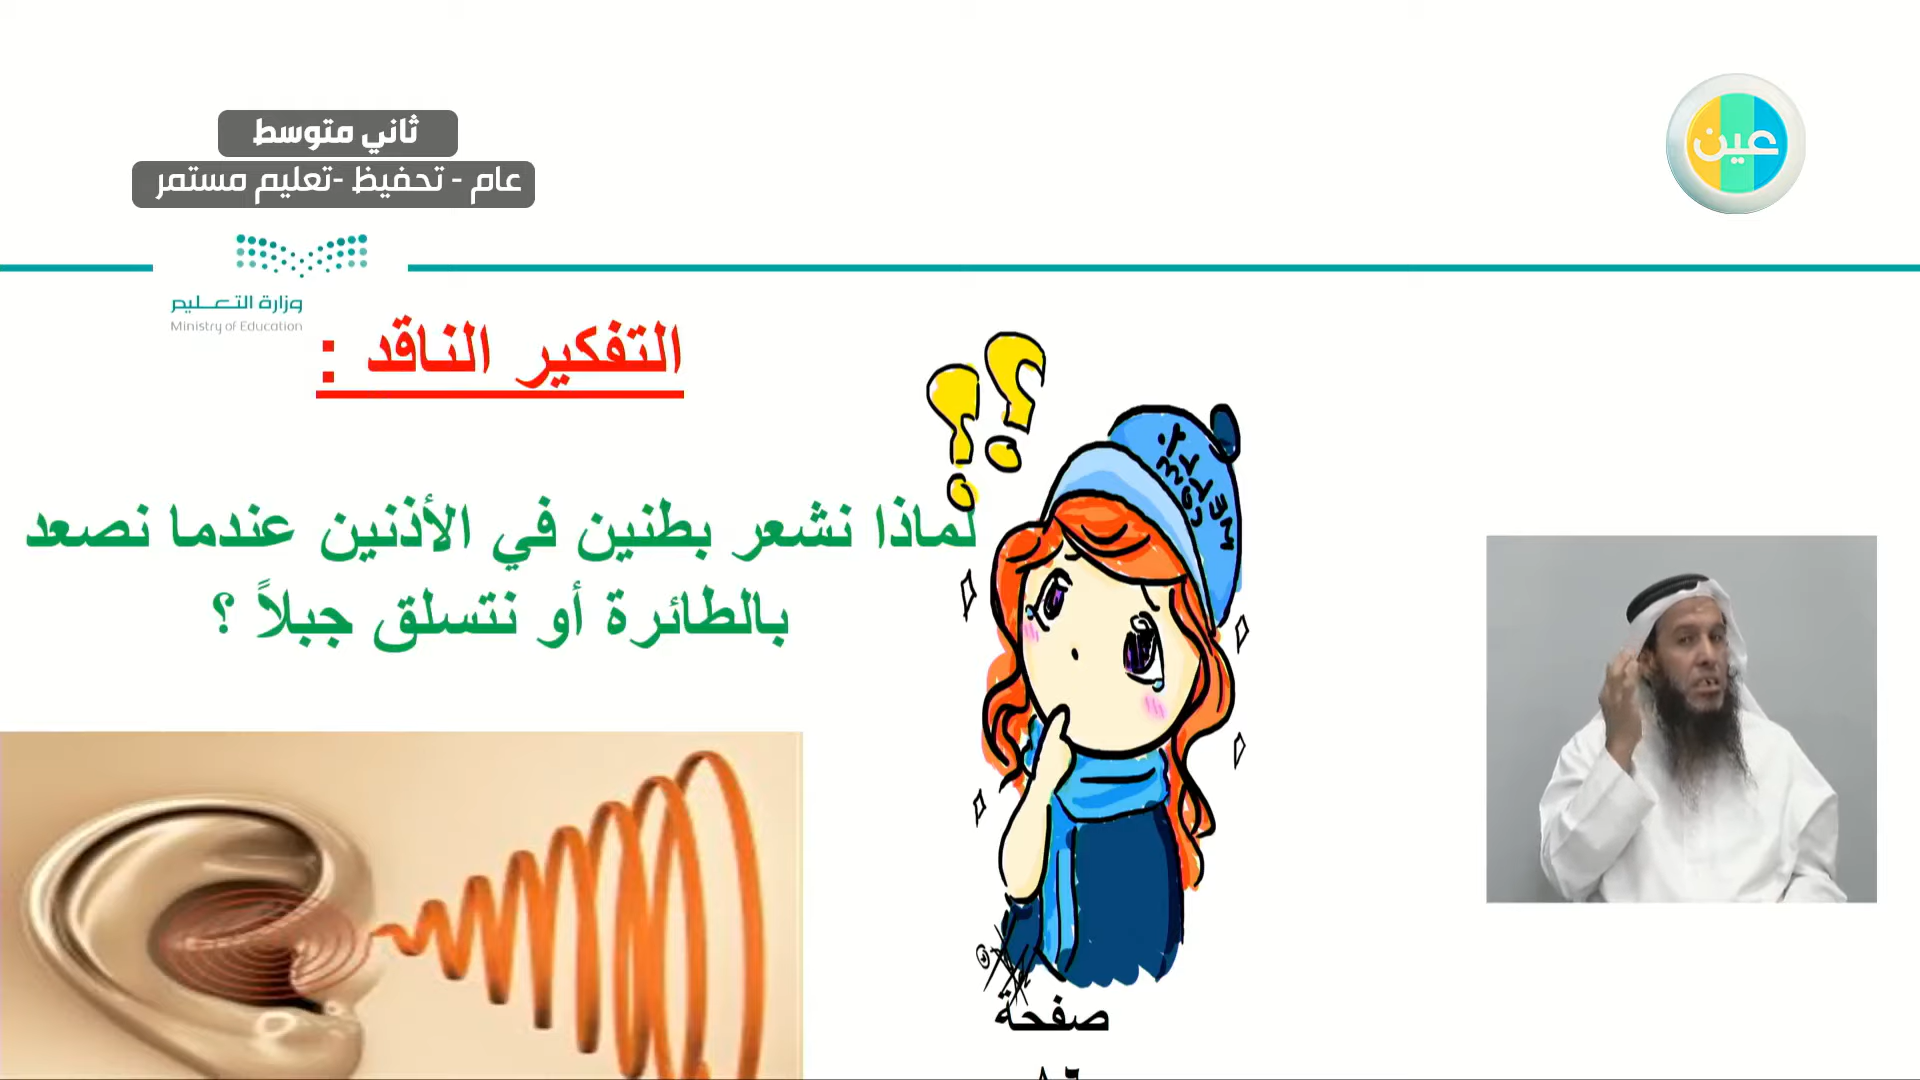 ثاني متوسط
عام - تحفيظ -تعليم مستمر
عين
وزارة التعليم
Ministry of Education
التفكير الناقد :
لماذا نشعر بطنين في الأذنين عندما نصعد
بالطائرة أو نتسلق جبلاً ؟
صفحة